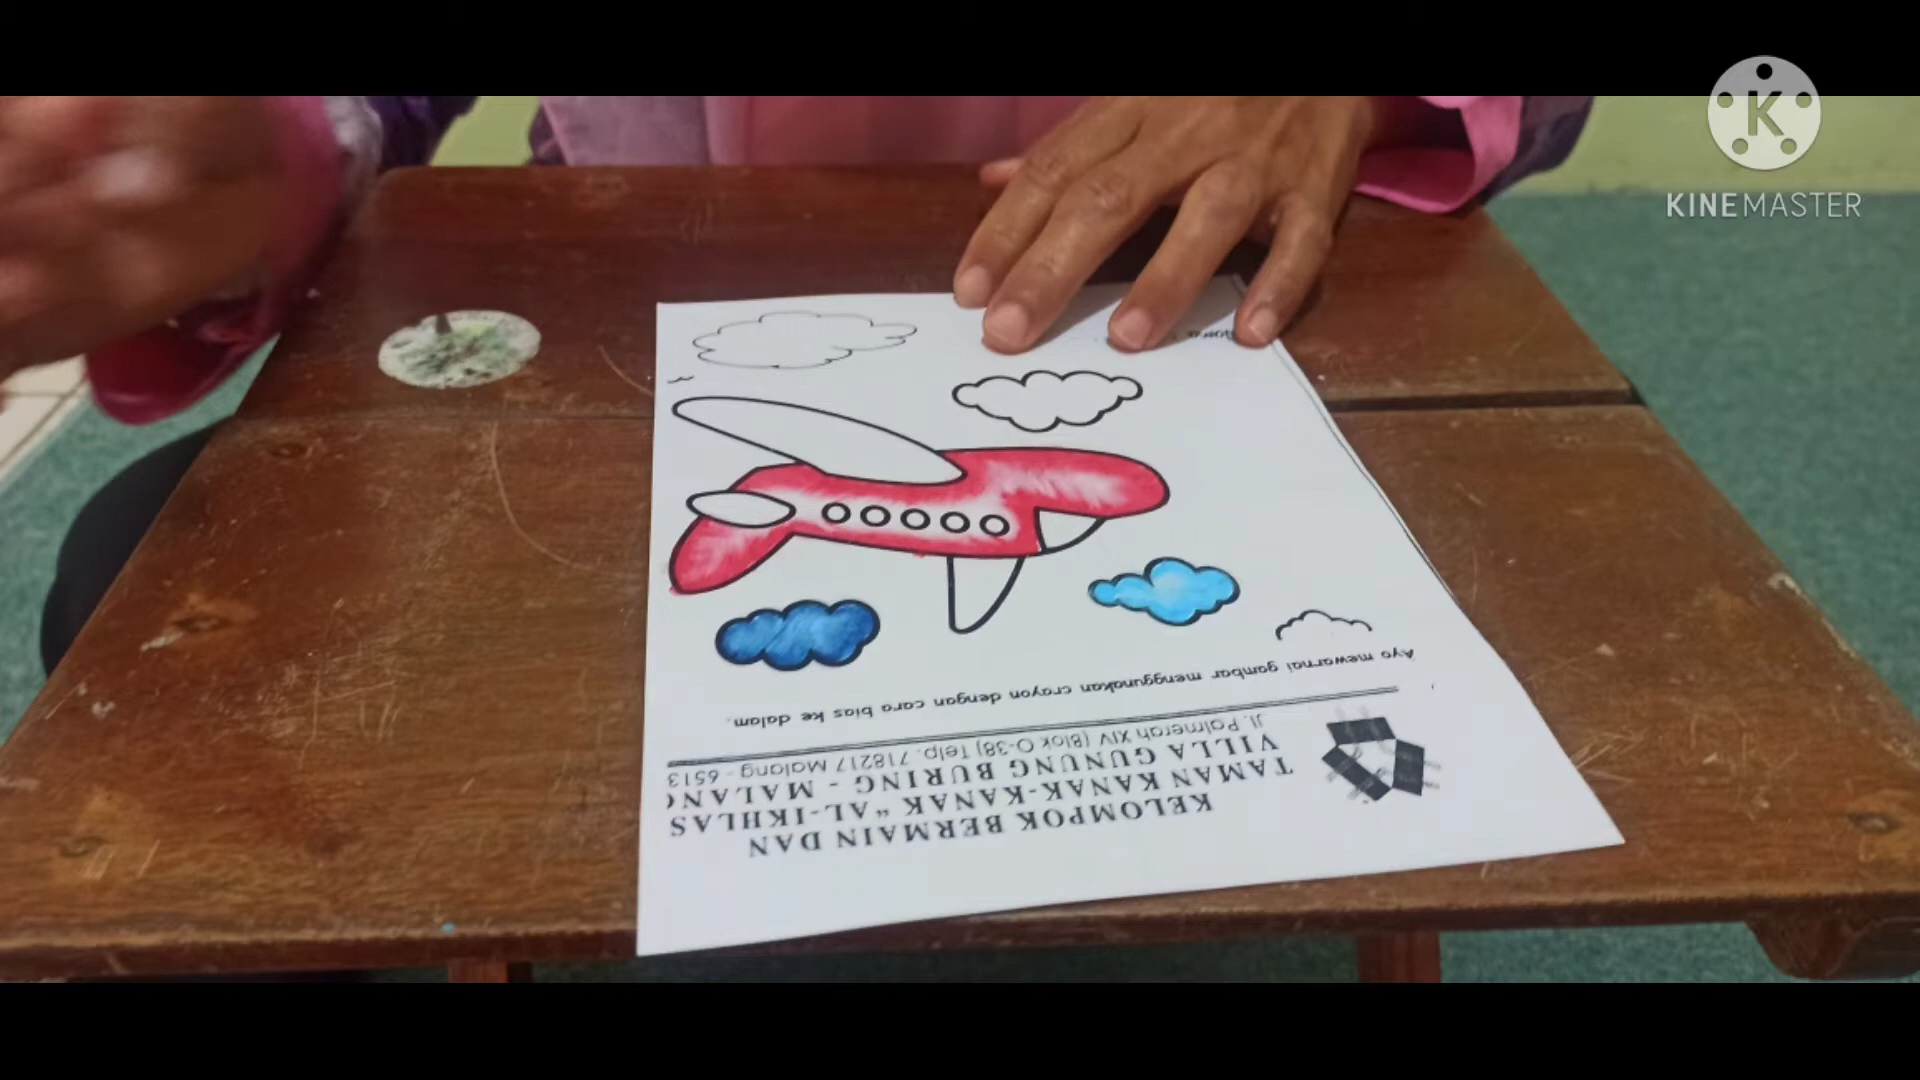 KINEMASTER
KELOMPOK BERMAIN DAN
TAMAN KANAK-KANAK "AL-IKHLAS
VILLA GUNUNG BURING - MALANG
Jl. Palmerah XIV (Blok O-38) Telp. 718217 Malang - 6513
Ayo mewarnai gambar menggunakan crayon dengan cara bias ke dalam.